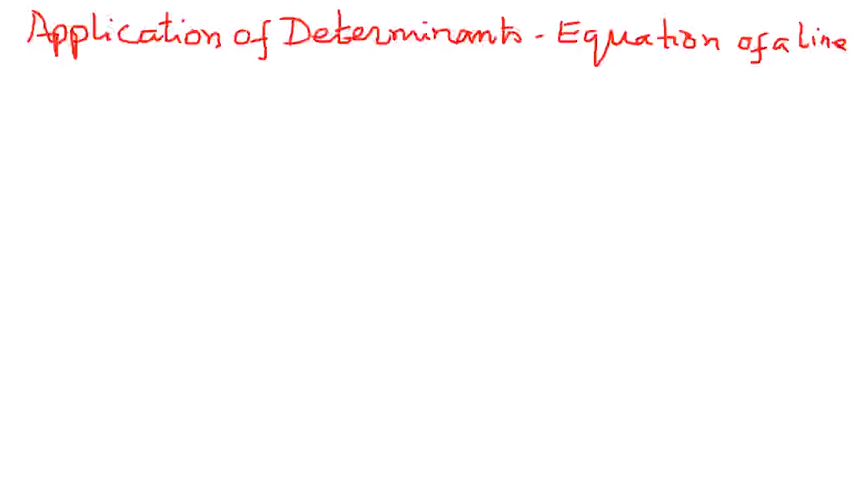 Application of Determinants - Equation of a line